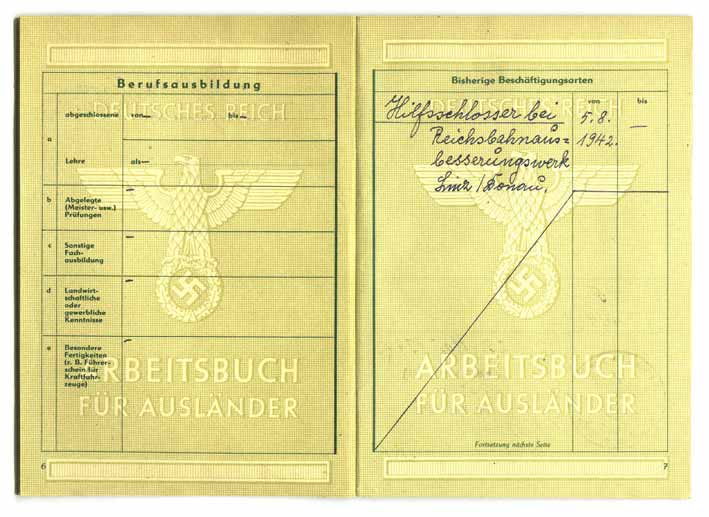 Berufsausbildung
DEUTSCHES REICH
a
abgeschlossene von— bis—
Lehre als—
b Abgelegte –
(Meister- usw.)
Prüfungen
c Sonstige –
Fach-
ausbildung
d Landwirt- –
schaftliche
oder
gewerbliche
Kenntnisse
e Besondere –
Fertigkeiten
(z. B. Führer-
schein für
Kraftfahr-
zeuge)
ARBEITSBUCH
FÜR AUSLÄNDER
6
Bisherige Beschäftigungsarten
von bis
DEUTSCHES REICH
Hilfsschlosser bei 5.8. —
Reichsbahnaus= 1942.
besserungswerk
Linz/Donau.
ARBEITSBUCH
FÜR AUSLÄNDER
Fortsetzung nächste Seite
7